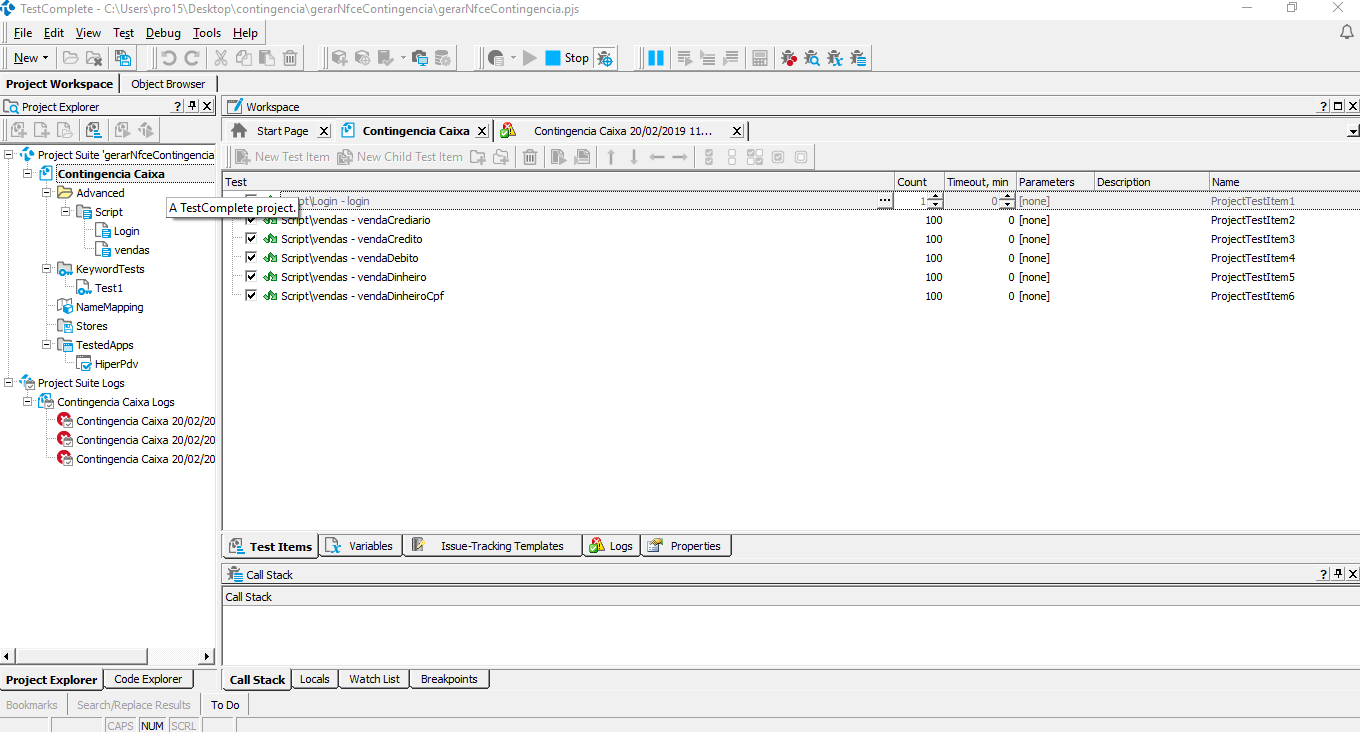 TestComplete - C:\Users\pro15\Desktop\contingencia\gerarNfceContingencia\gerarNfceContingencia.pjs
File Edit View Test Debug Tools Help
New Stop
Project Workspace Object Browser
Project Explorer ? Workspace ?
Start Page Contingencia Caixa Contingencia Caixa 20/02/2019 11...
New Test Item New Child Test Item
Project Suite 'gerarNfceContingencia
Contingencia Caixa
Advanced
Script
Login
vendas
KeywordTests
Test1
NameMapping
Stores
TestedApps
HiperPdv
Project Suite Logs
Contingencia Caixa Logs
Contingencia Caixa 20/02/20
Contingencia Caixa 20/02/20
Contingencia Caixa 20/02/20
A TestComplete project.
Test Count Timeout, min Parameters Description Name
ript\Login - login ... 1 0 [none] ProjectTestItem1
Script\vendas - vendaCrediario 100 0 [none] ProjectTestItem2
Script\vendas - vendaCredito 100 0 [none] ProjectTestItem3
Script\vendas - vendaDebito 100 0 [none] ProjectTestItem4
Script\vendas - vendaDinheiro 100 0 [none] ProjectTestItem5
Script\vendas - vendaDinheiroCpf 100 0 [none] ProjectTestItem6
Test Items Variables Issue-Tracking Templates Logs Properties
Call Stack ?
Call Stack
Project Explorer Code Explorer Call Stack Locals Watch List Breakpoints
Bookmarks Search/Replace Results To Do
CAPS NUM SCRL